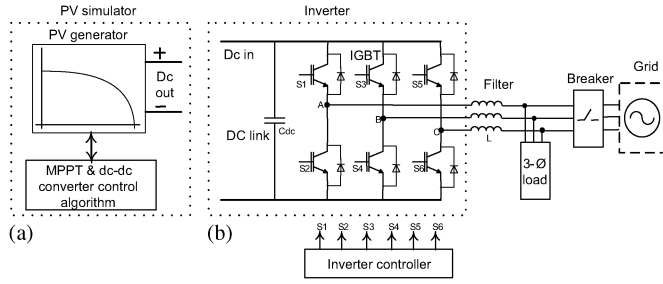 PV simulator
PV generator
+
Dc
out
−
MPPT & dc-dc
converter control
algorithm
(a)
Inverter
Dc in
DC link
Cdc
IGBT
S1
S3
S5
A
B
C
S2
S4
S6
(b)
Filter
L
3-Ø
load
Breaker
Grid
S1 S2 S3 S4 S5 S6
Inverter controller